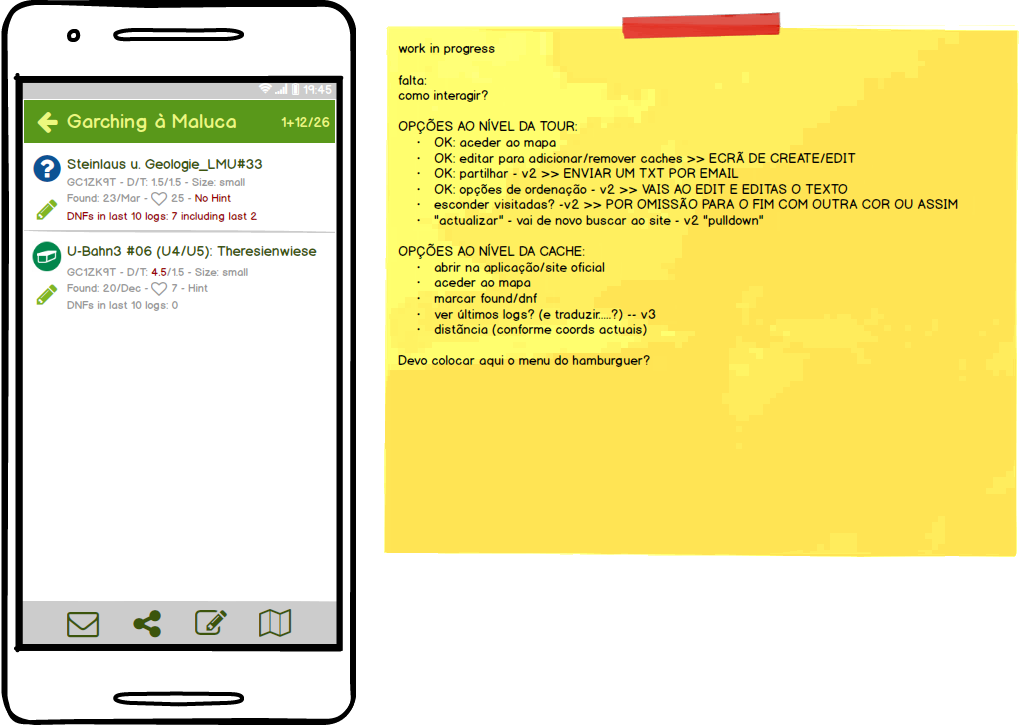 19:45
Garching à Maluca 1+12/26
Steinlaus u. Geologie_LMU#33
GC1ZK9T - D/T: 1.5/1.5 - Size: small
Found: 23/Mar - 25 - No Hint
DNFs in last 10 logs: 7 including last 2
U-Bahn3 #06 (U4/U5): Theresienwiese
GC1ZK9T - D/T: 4.5/1.5 - Size: small
Found: 20/Dec - 7 - Hint
DNFs in last 10 logs: 0
work in progress
falta:
como interagir?
OPÇÕES AO NÍVEL DA TOUR:
· OK: aceder ao mapa
· OK: editar para adicionar/remover caches >> ECRÃ DE CREATE/EDIT
· OK: partilhar - v2 >> ENVIAR UM TXT POR EMAIL
· OK: opções de ordenação - v2 >> VAIS AO EDIT E EDITAS O TEXTO
· esconder visitadas? -v2 >> POR OMISSÃO PARA O FIM COM OUTRA COR OU ASSIM
· "actualizar" - vai de novo buscar ao site - v2 "pulldown"
OPÇÕES AO NÍVEL DA CACHE:
· abrir na aplicação/site oficial
· aceder ao mapa
· marcar found/dnf
· ver últimos logs? (e traduzir.....?) -- v3
· distância (conforme coords actuais)
Devo colocar aqui o menu do hamburguer?